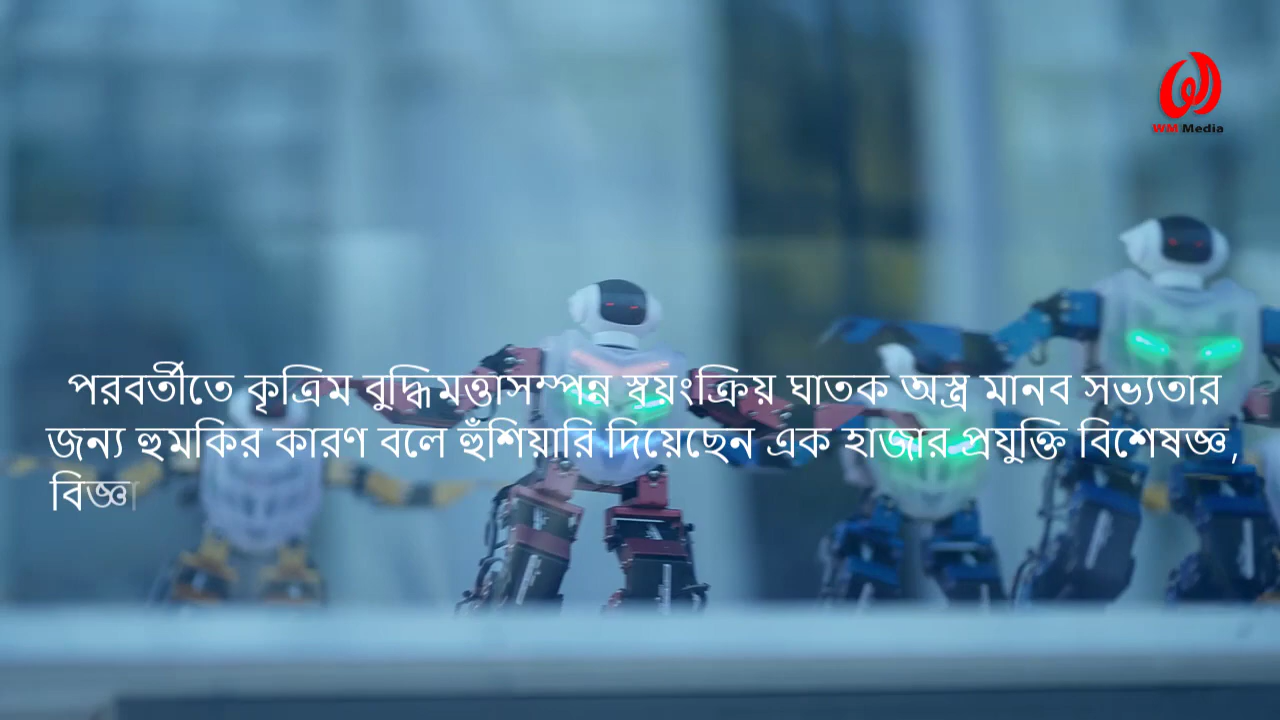 WM Media
পরবর্তীতে কৃত্রিম বুদ্ধিমত্তাসম্পন্ন স্বয়ংক্রিয় ঘাতক অস্ত্র মানব সভ্যতার
জন্য হুমকির কারণ বলে হুঁশিয়ারি দিয়েছেন এক হাজার প্রযুক্তি বিশেষজ্ঞ,
বিজ্ঞা